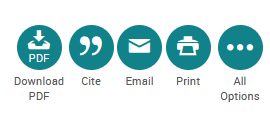 PDF
Download PDF
Cite
Email
Print
All Options